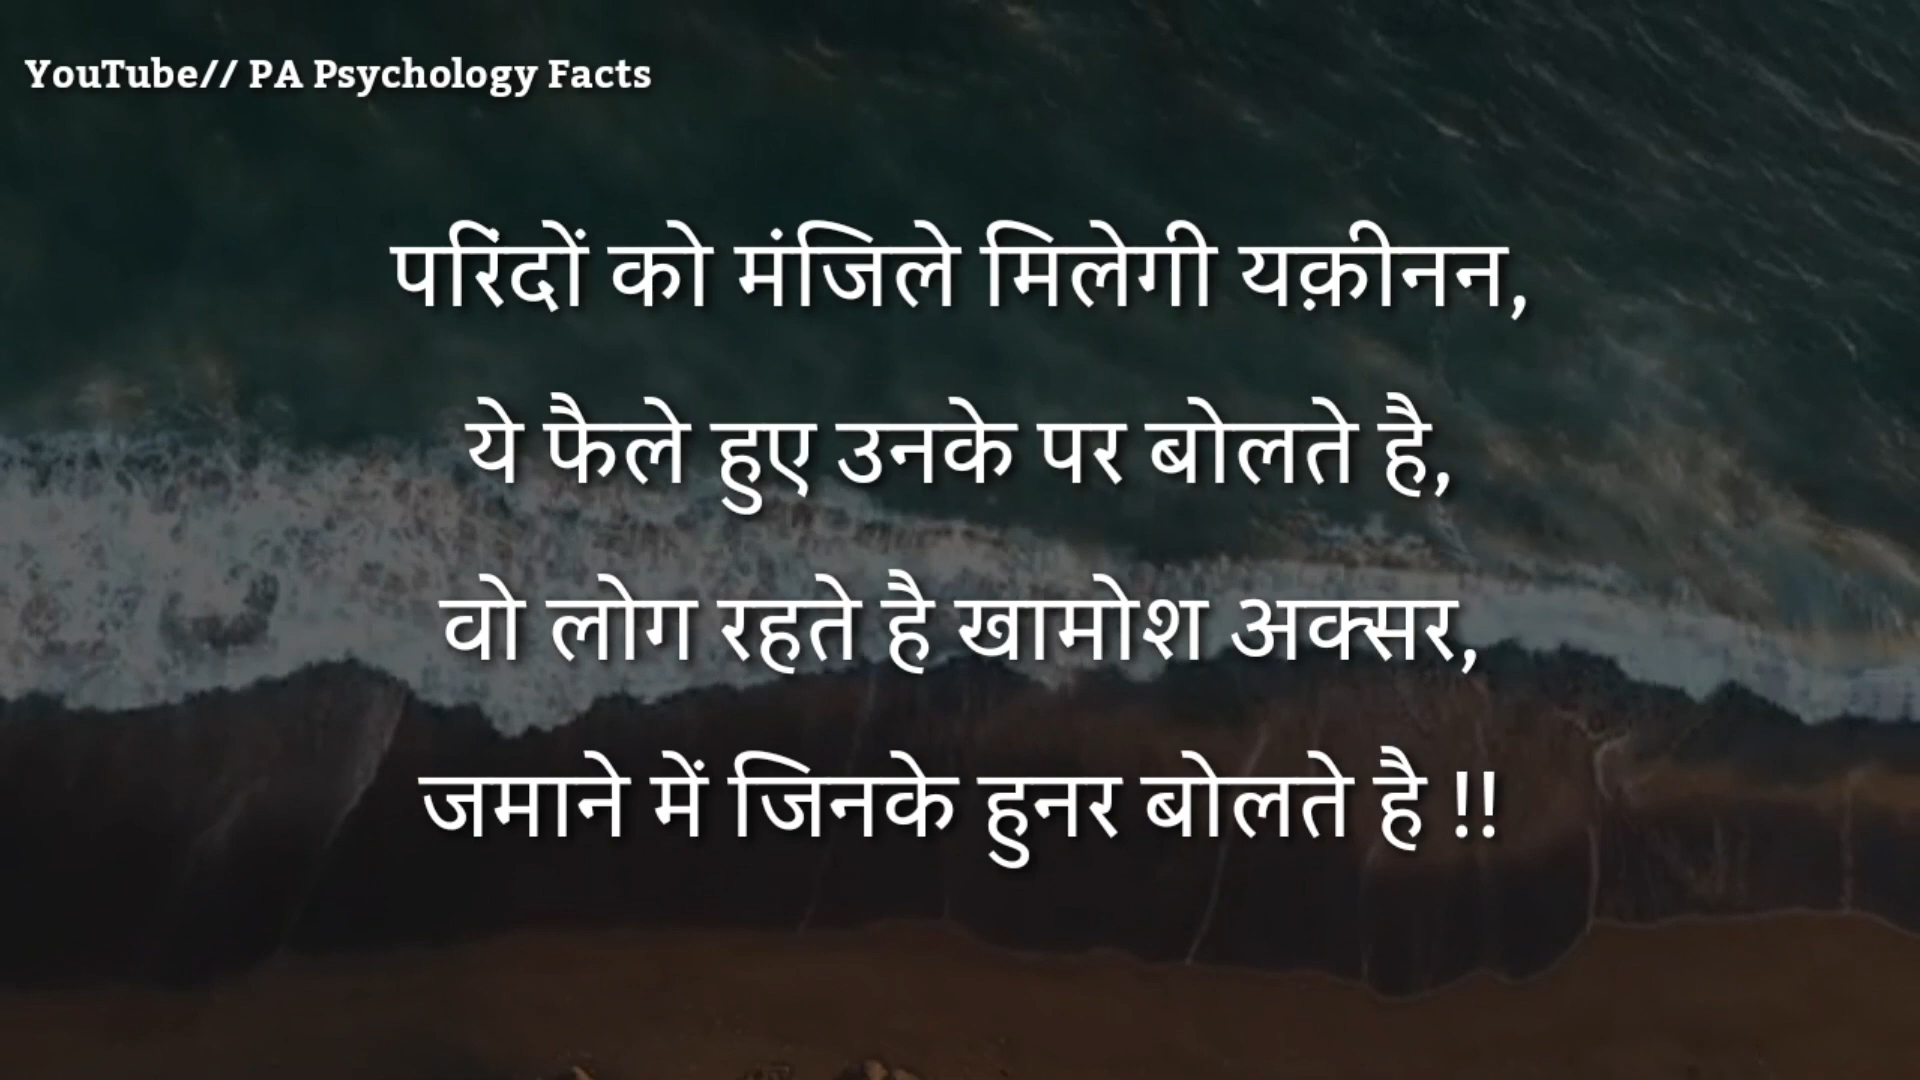 YouTube// PA Psychology Facts
परिंदों को मंजिले मिलेगी यक़ीनन,
ये फैले हुए उनके पर बोलते है,
वो लोग रहते है खामोश अक्सर,
जमाने में जिनके हुनर बोलते है !!